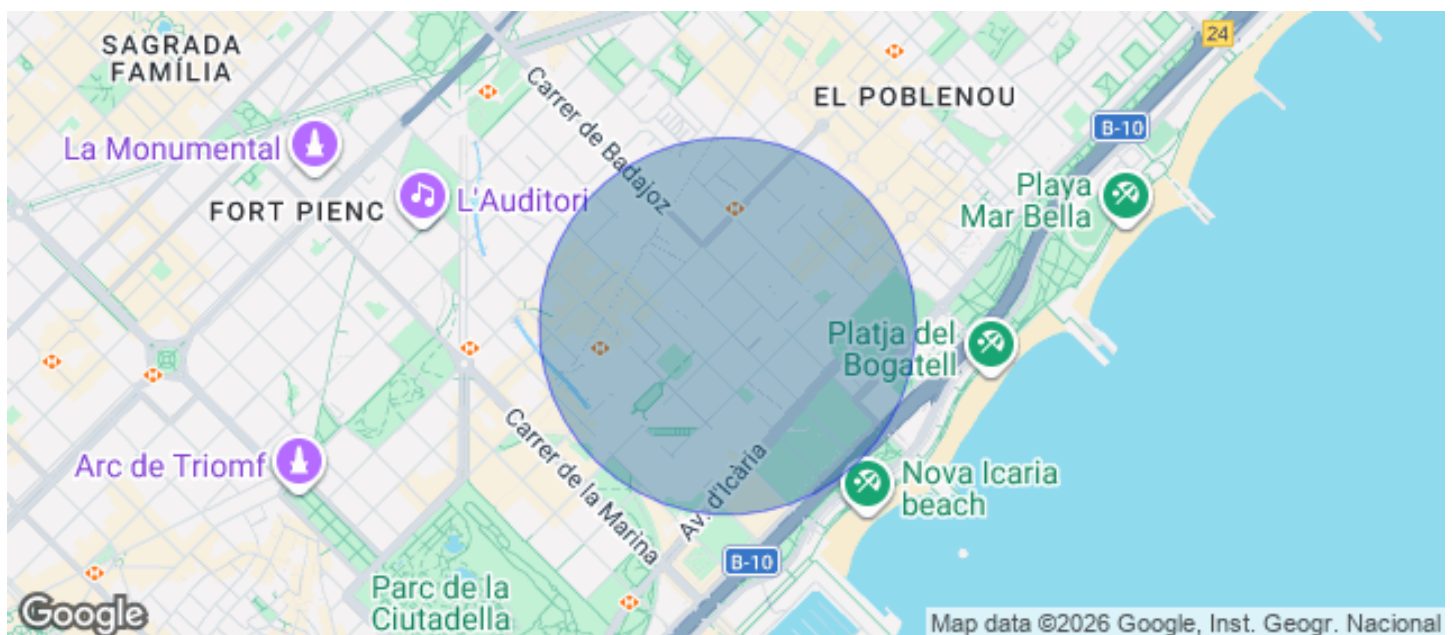 SAGRADA
FAMÍLIA
24
Carrer de Badajoz
EL POBLENOU
B-10
La Monumental
L'Auditori
FORT PIENC
Playa
Mar Bella
Platja del
Bogatell
Carrer de la Marina
Av. d'Icària
Arc de Triomf
Nova Icaria
beach
B-10
Parc de la
Ciutadella
Google
Map data ©2026 Google, Inst. Geogr. Nacional